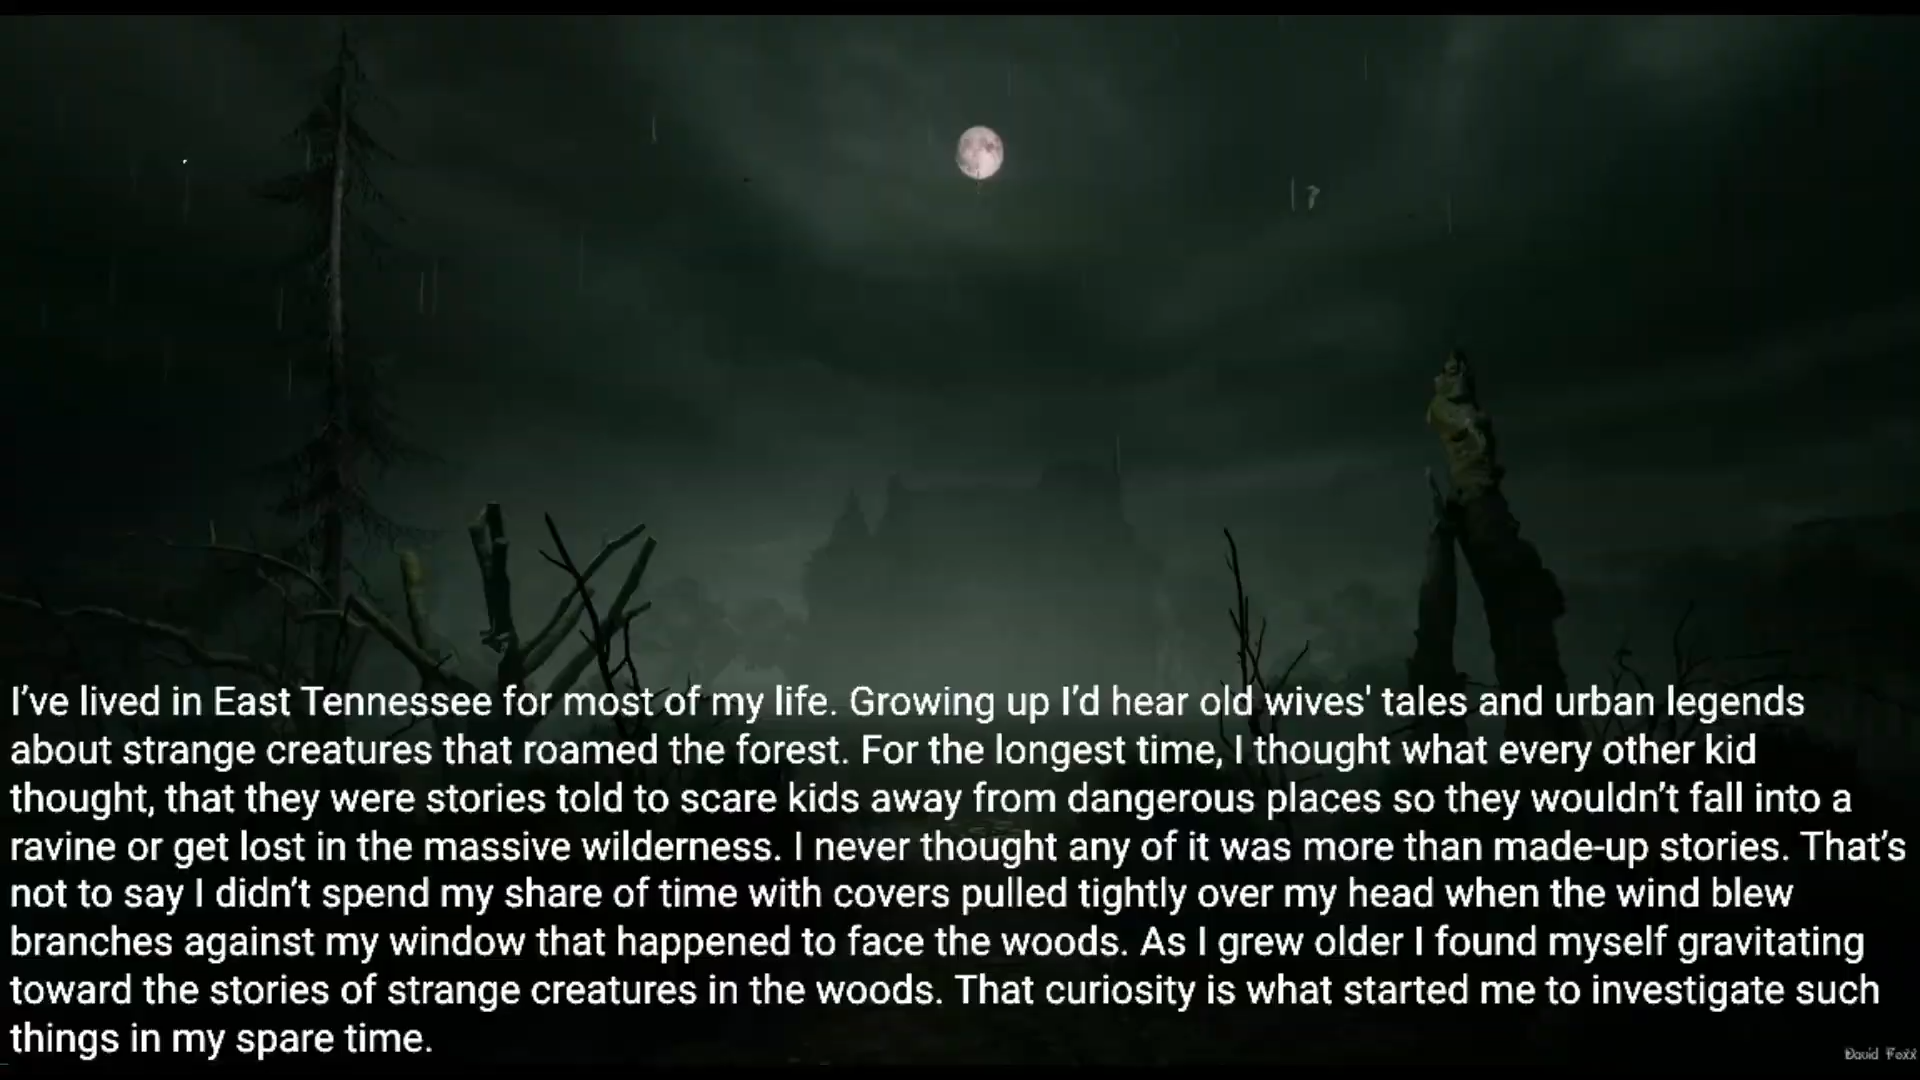 I’ve lived in East Tennessee for most of my life. Growing up I’d hear old wives' tales and urban legends
about strange creatures that roamed the forest. For the longest time, I thought what every other kid
thought, that they were stories told to scare kids away from dangerous places so they wouldn’t fall into a
ravine or get lost in the massive wilderness. I never thought any of it was more than made-up stories. That’s
not to say I didn’t spend my share of time with covers pulled tightly over my head when the wind blew
branches against my window that happened to face the woods. As I grew older I found myself gravitating
toward the stories of strange creatures in the woods. That curiosity is what started me to investigate such
things in my spare time.
David Foxx